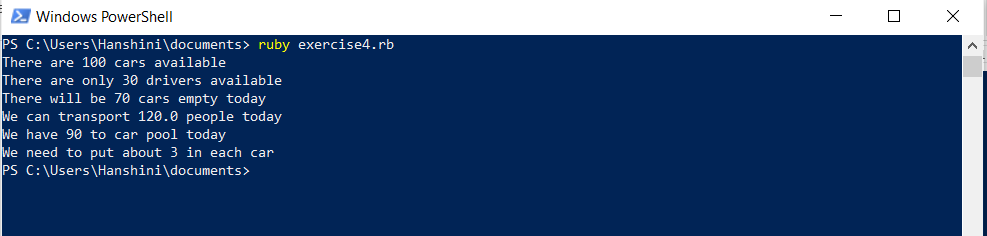 Windows PowerShell
PS C:\Users\Hanshini\documents> ruby exercise4.rb
There are 100 cars available
There are only 30 drivers available
There will be 70 cars empty today
We can transport 120.0 people today
We have 90 to car pool today
We need to put about 3 in each car
PS C:\Users\Hanshini\documents>